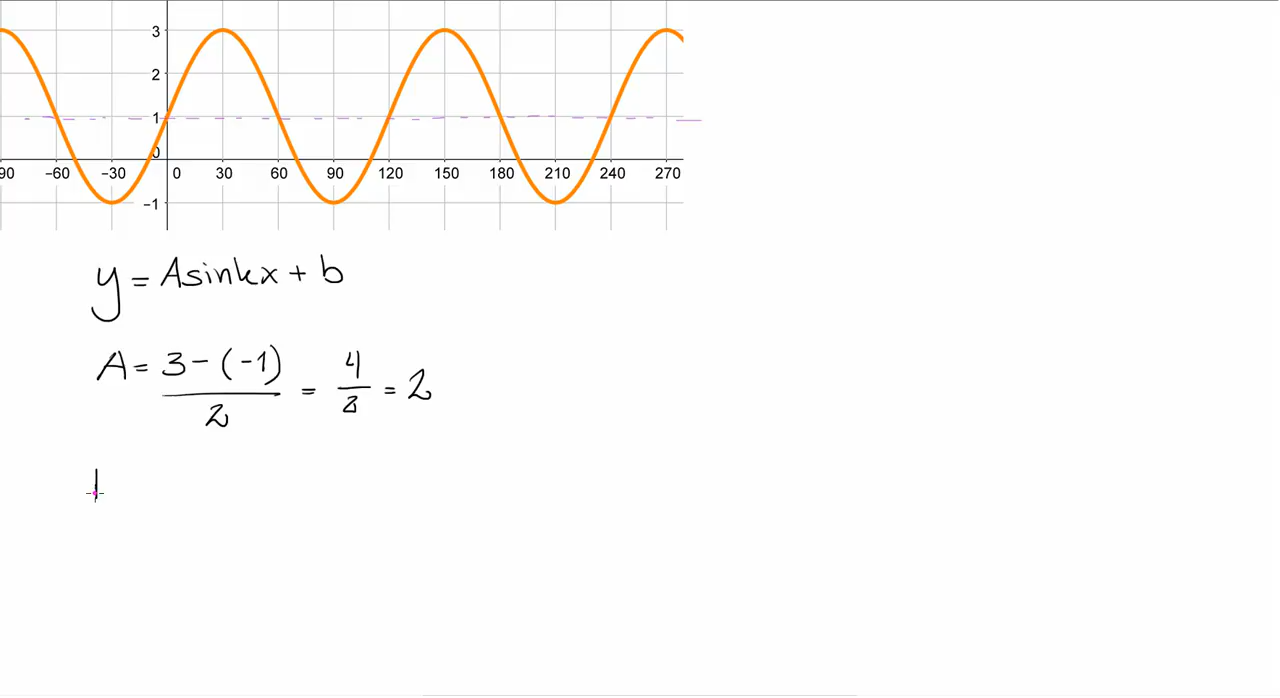 3
2
1
0
90 −60 −30 0 30 60 90 120 150 180 210 240 270
−1
y = Asinkx + b
A = 3 - (-1) / 2 = 4 / 2 = 2